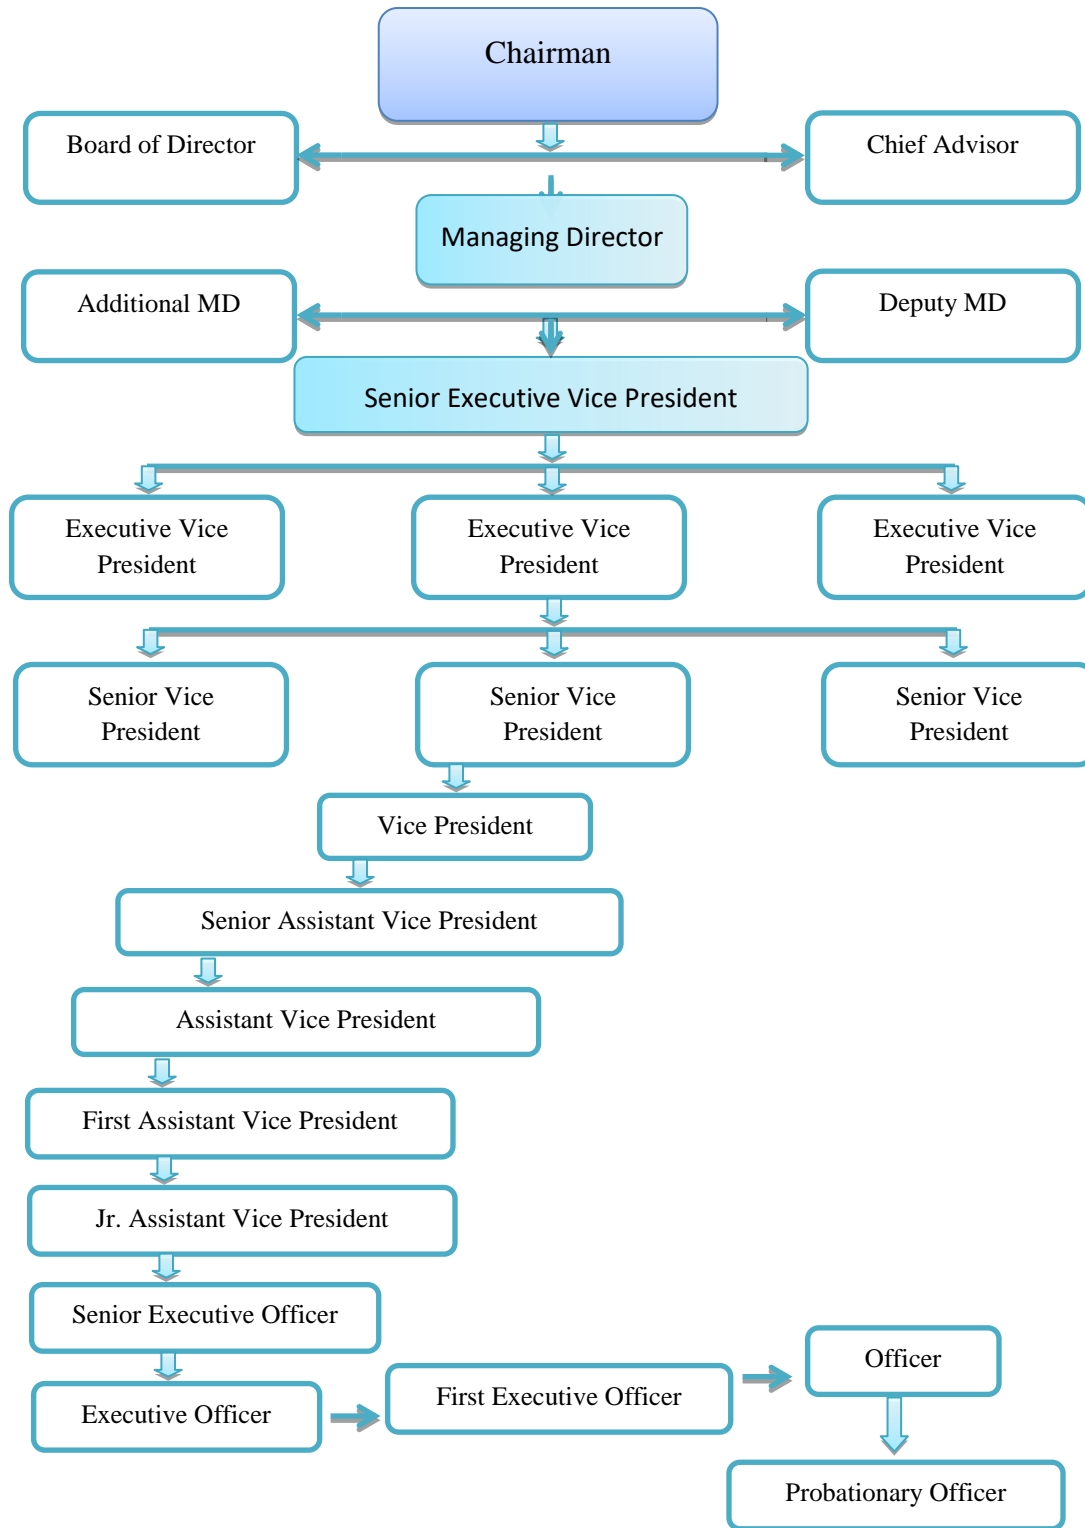 Chairman
Board of Director
Chief Advisor
Managing Director
Additional MD
Deputy MD
Senior Executive Vice President
Executive Vice
President
Executive Vice
President
Executive Vice
President
Senior Vice
President
Senior Vice
President
Senior Vice
President
Vice President
Senior Assistant Vice President
Assistant Vice President
First Assistant Vice President
Jr. Assistant Vice President
Senior Executive Officer
Executive Officer
First Executive Officer
Officer
Probationary Officer